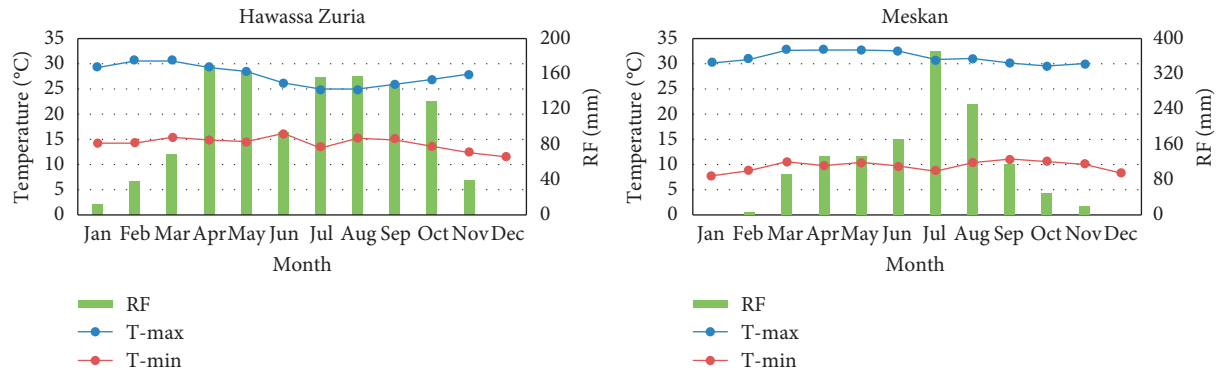 Hawassa Zuria
Temperature (°C)
35
30
25
20
15
10
5
0
200
160
120
80
40
0
RF (mm)
Jan Feb Mar Apr May Jun Jul Aug Sep Oct Nov Dec
Month
RF
T-max
T-min
Meskan
Temperature (°C)
35
30
25
20
15
10
5
0
400
320
240
160
80
0
RF (mm)
Jan Feb Mar Apr May Jun Jul Aug Sep Oct Nov Dec
Month
RF
T-max
T-min